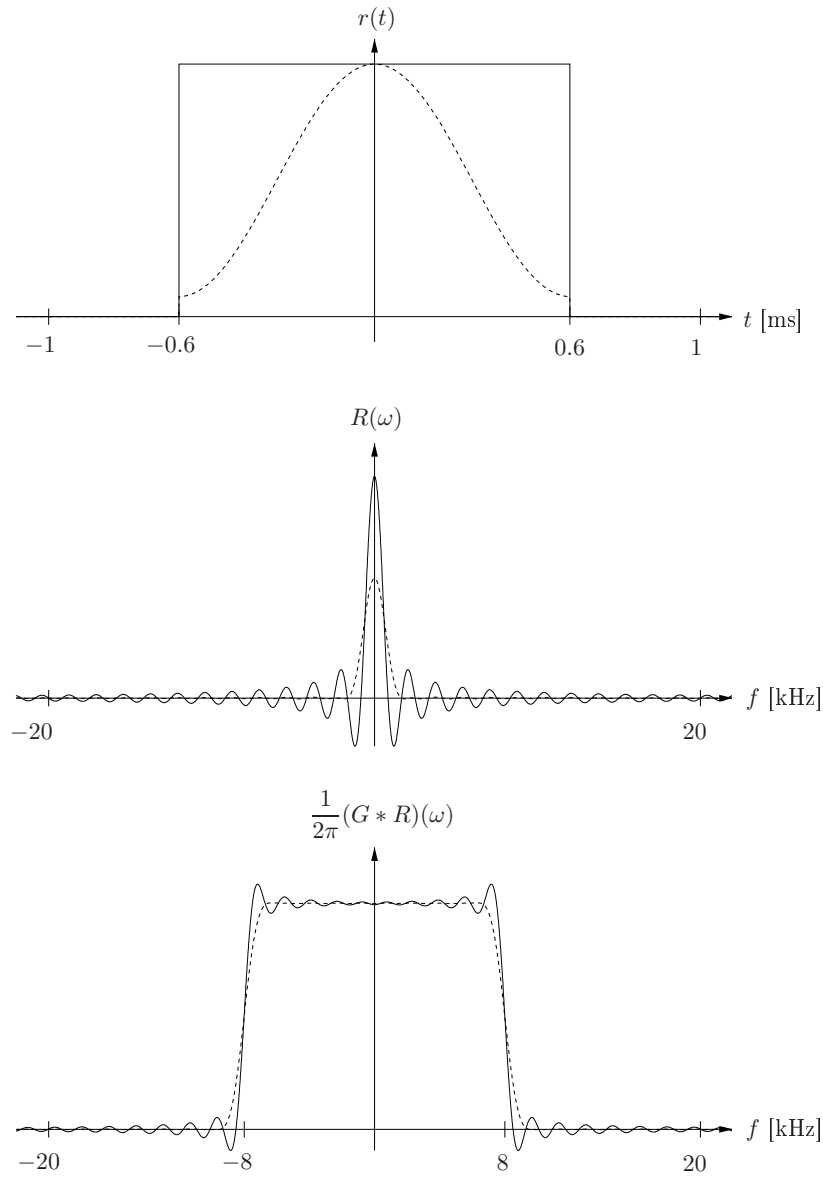 r(t)
t [ms]
−1 −0.6 0.6 1
R(ω)
f [kHz]
−20 20
1/2π (G ∗ R)(ω)
f [kHz]
−20 −8 8 20